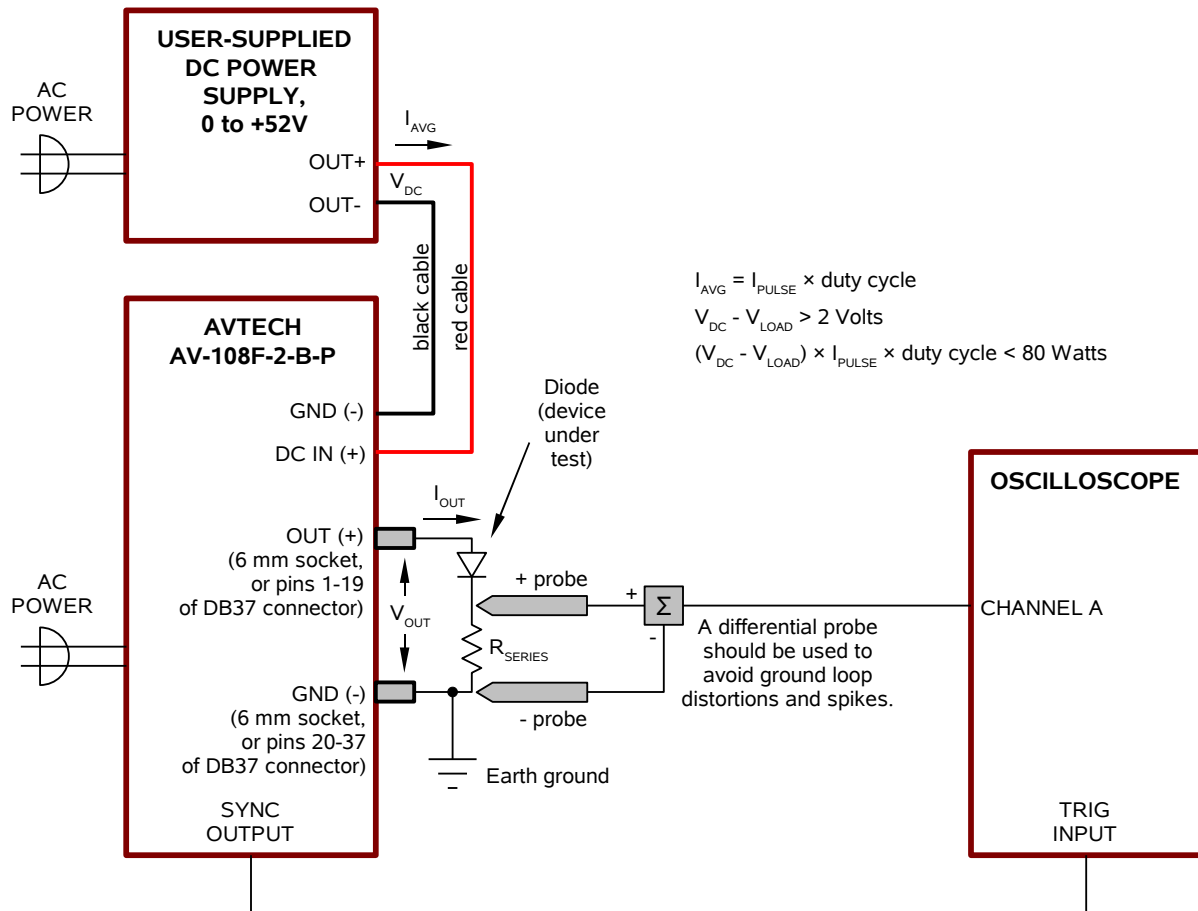 USER-SUPPLIED
DC POWER
SUPPLY,
0 to +52V
AC
POWER
I_AVG
OUT+
V_DC
OUT-
black cable
red cable
I_AVG = I_PULSE × duty cycle
V_DC - V_LOAD > 2 Volts
(V_DC - V_LOAD) × I_PULSE × duty cycle < 80 Watts
AVTECH
AV-108F-2-B-P
GND (-)
DC IN (+)
Diode
(device
under
test)
I_OUT
OUT (+)
(6 mm socket,
or pins 1-19
of DB37 connector)
AC
POWER
V_OUT
+ probe
R_SERIES
- probe
+
Σ
-
A differential probe
should be used to
avoid ground loop
distortions and spikes.
OSCILLOSCOPE
CHANNEL A
GND (-)
(6 mm socket,
or pins 20-37
of DB37 connector)
Earth ground
SYNC
OUTPUT
TRIG
INPUT